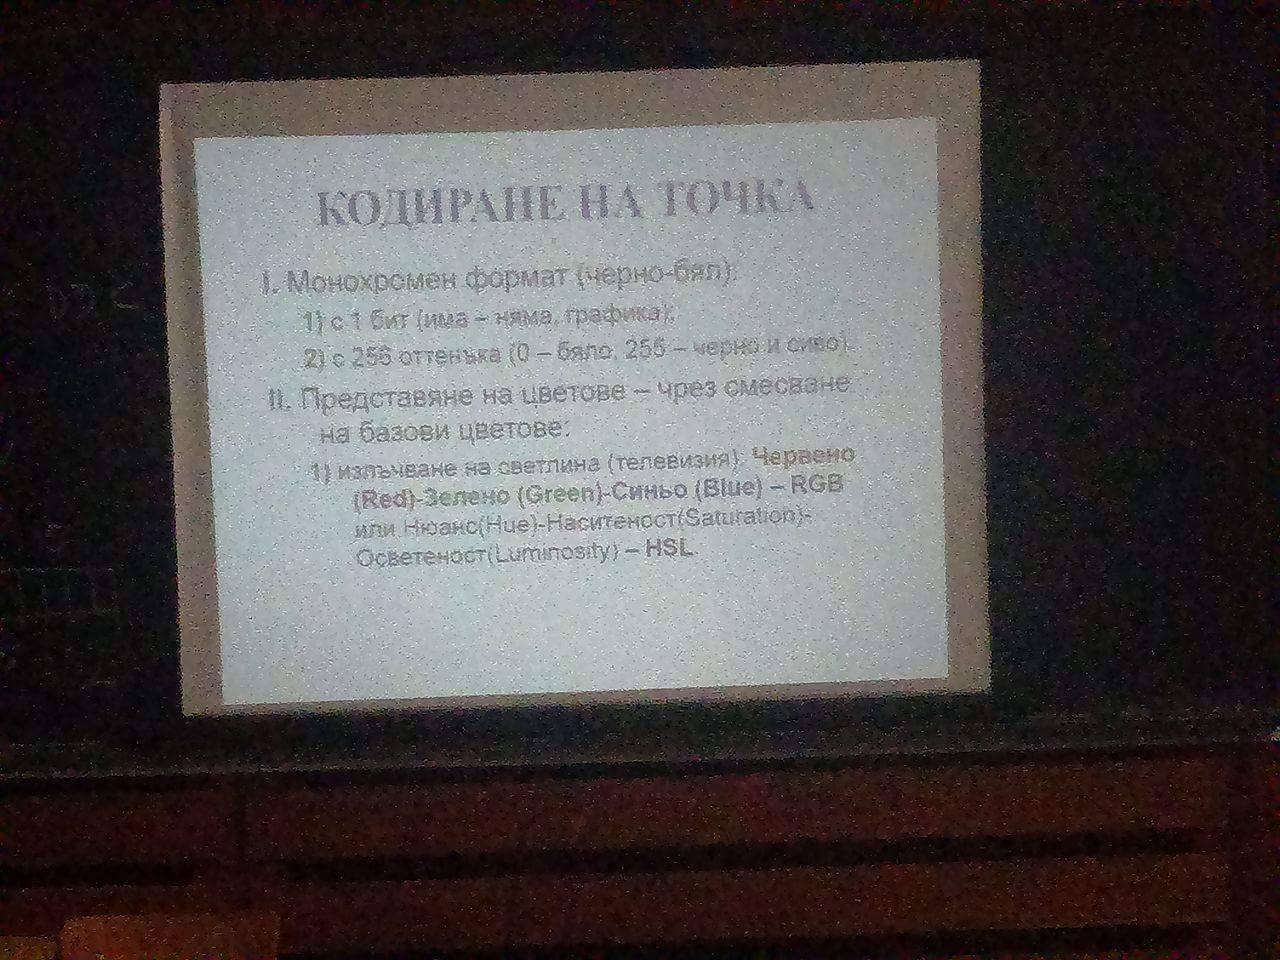 КОДИРАНЕ НА ТОЧКА
I. Монохромен формат (черно-бял):
1) с 1 бит (има – няма, графика);
2) с 256 оттенъка (0 – бяло, 255 – черно и сиво).
II. Представяне на цветове – чрез смесване
на базови цветове:
1) излъчване на светлина (телевизия): Червено
(Red)-Зелено (Green)-Синьо (Blue) – RGB
или Нюанс(Hue)-Наситеност(Saturation)-
Осветеност(Luminosity) – HSL.